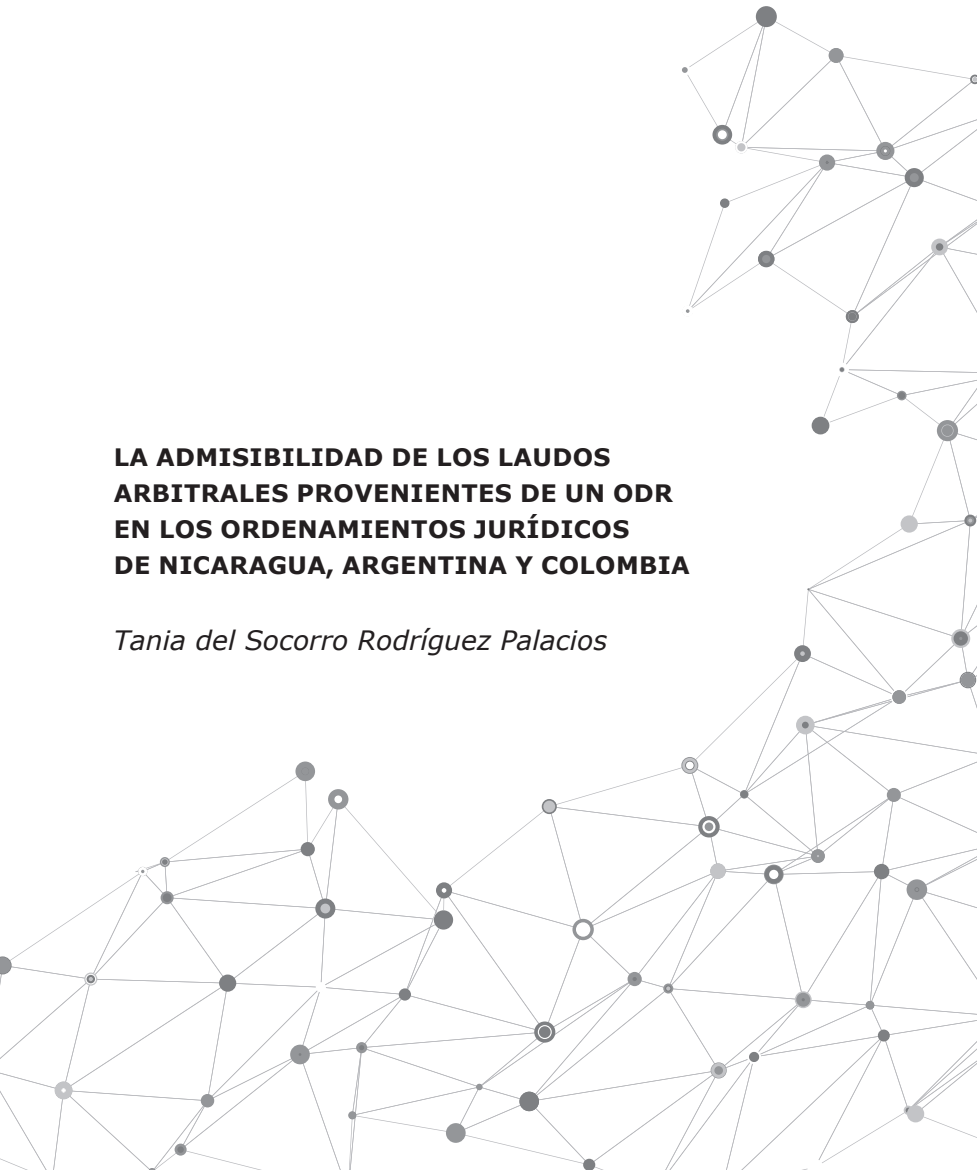 LA ADMISIBILIDAD DE LOS LAUDOS
ARBITRALES PROVENIENTES DE UN ODR
EN LOS ORDENAMIENTOS JURÍDICOS
DE NICARAGUA, ARGENTINA Y COLOMBIA
Tania del Socorro Rodríguez Palacios